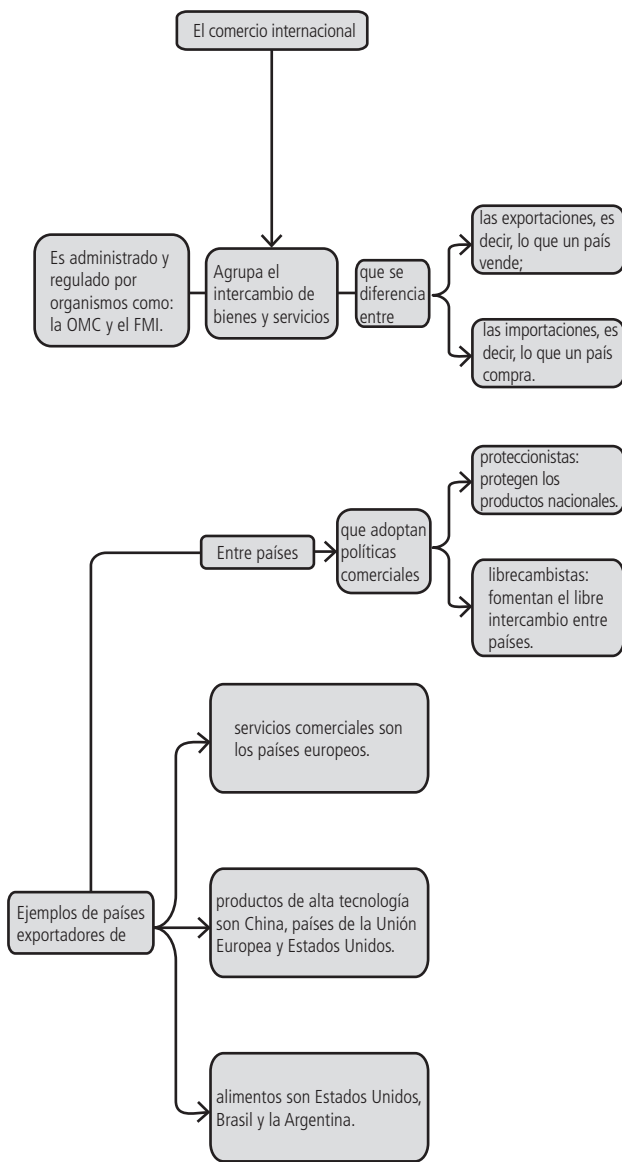 El comercio internacional
Es administrado y
regulado por
organismos como:
la OMC y el FMI.
Agrupa el
intercambio de
bienes y servicios
que se
diferencia
entre
las exportaciones, es
decir, lo que un país
vende;
las importaciones, es
decir, lo que un país
compra.
Entre países
que adoptan
políticas
comerciales
proteccionistas:
protegen los
productos nacionales.
librecambistas:
fomentan el libre
intercambio entre
países.
Ejemplos de países
exportadores de
servicios comerciales son
los países europeos.
productos de alta tecnología
son China, países de la Unión
Europea y Estados Unidos.
alimentos son Estados Unidos,
Brasil y la Argentina.